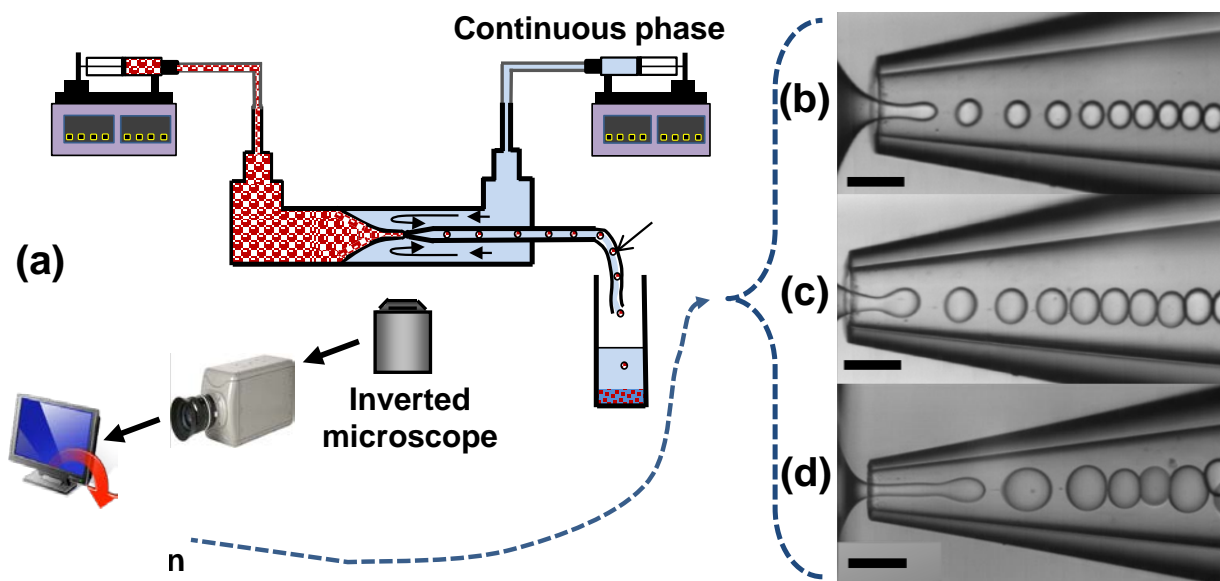 Continuous phase
(a)
Inverted
microscope
n
(b)
(c)
(d)